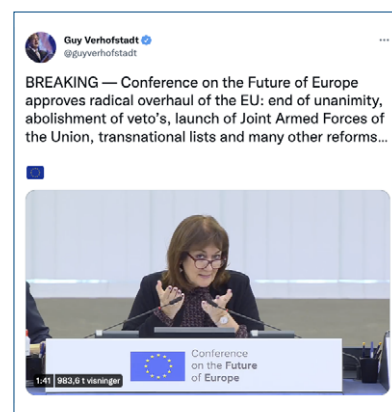 Guy Verhofstadt
@guyverhofstadt
BREAKING — Conference on the Future of Europe
approves radical overhaul of the EU: end of unanimity,
abolishment of veto's, launch of Joint Armed Forces of
the Union, transnational lists and many other reforms...
Conference
on the Future
of Europe
1:41 983,6 t visninger